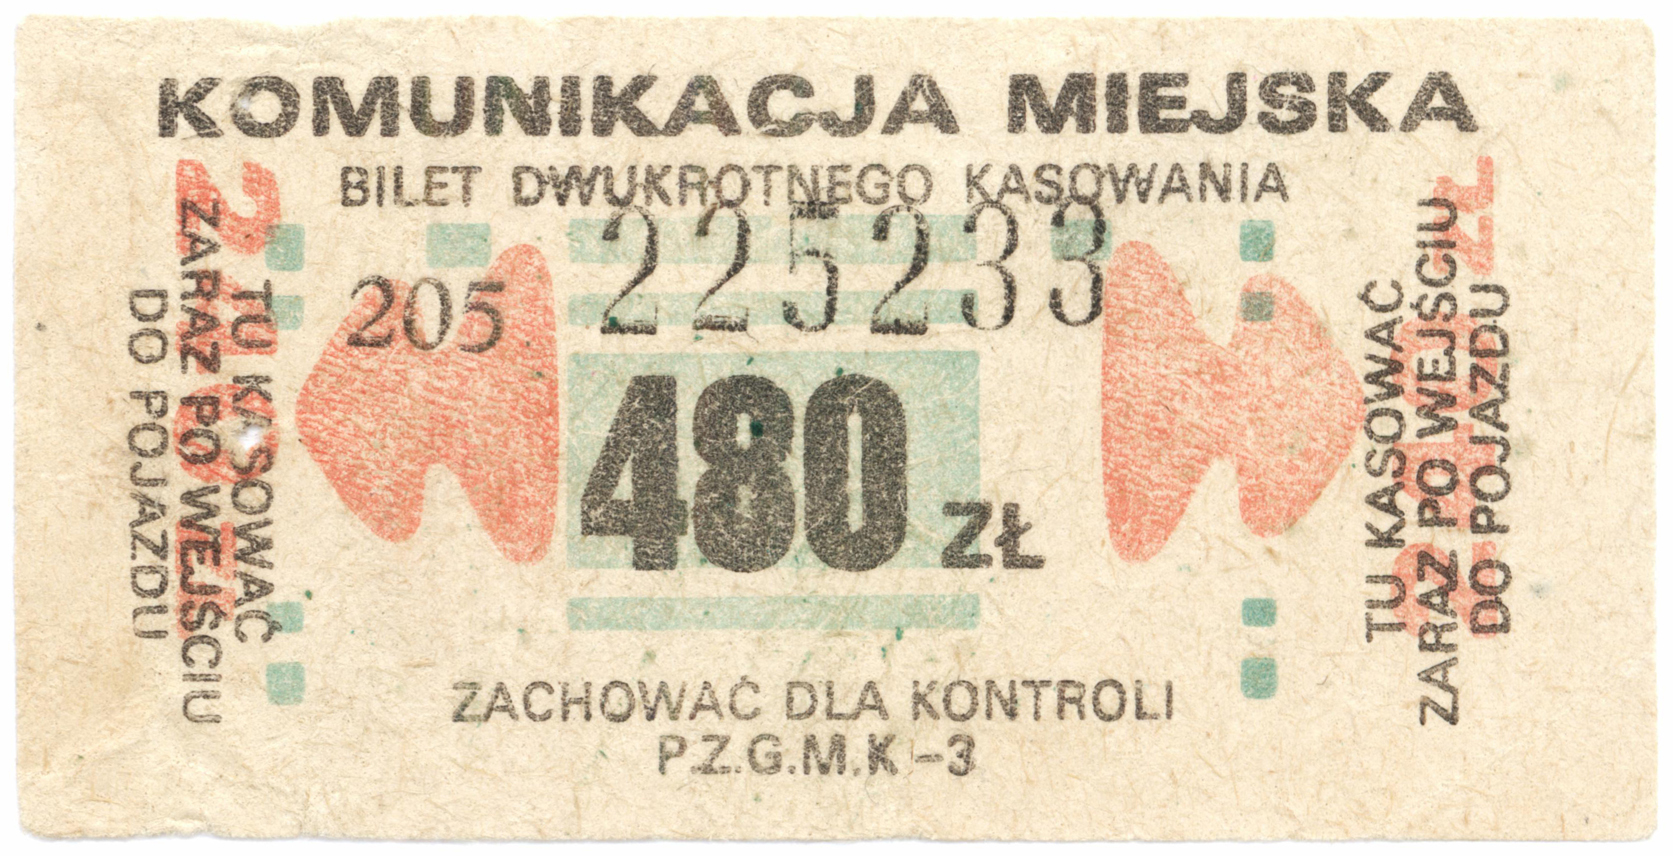 KOMUNIKACJA MIEJSKA
BILET DWUKROTNEGO KASOWANIA
205 225233
480 ZŁ
ZACHOWAĆ DLA KONTROLI
P.Z.G.M.K-3
TU KASOWAĆ
ZARAZ PO WEJŚCIU
DO POJAZDU
TU KASOWAĆ
ZARAZ PO WEJŚCIU
DO POJAZDU